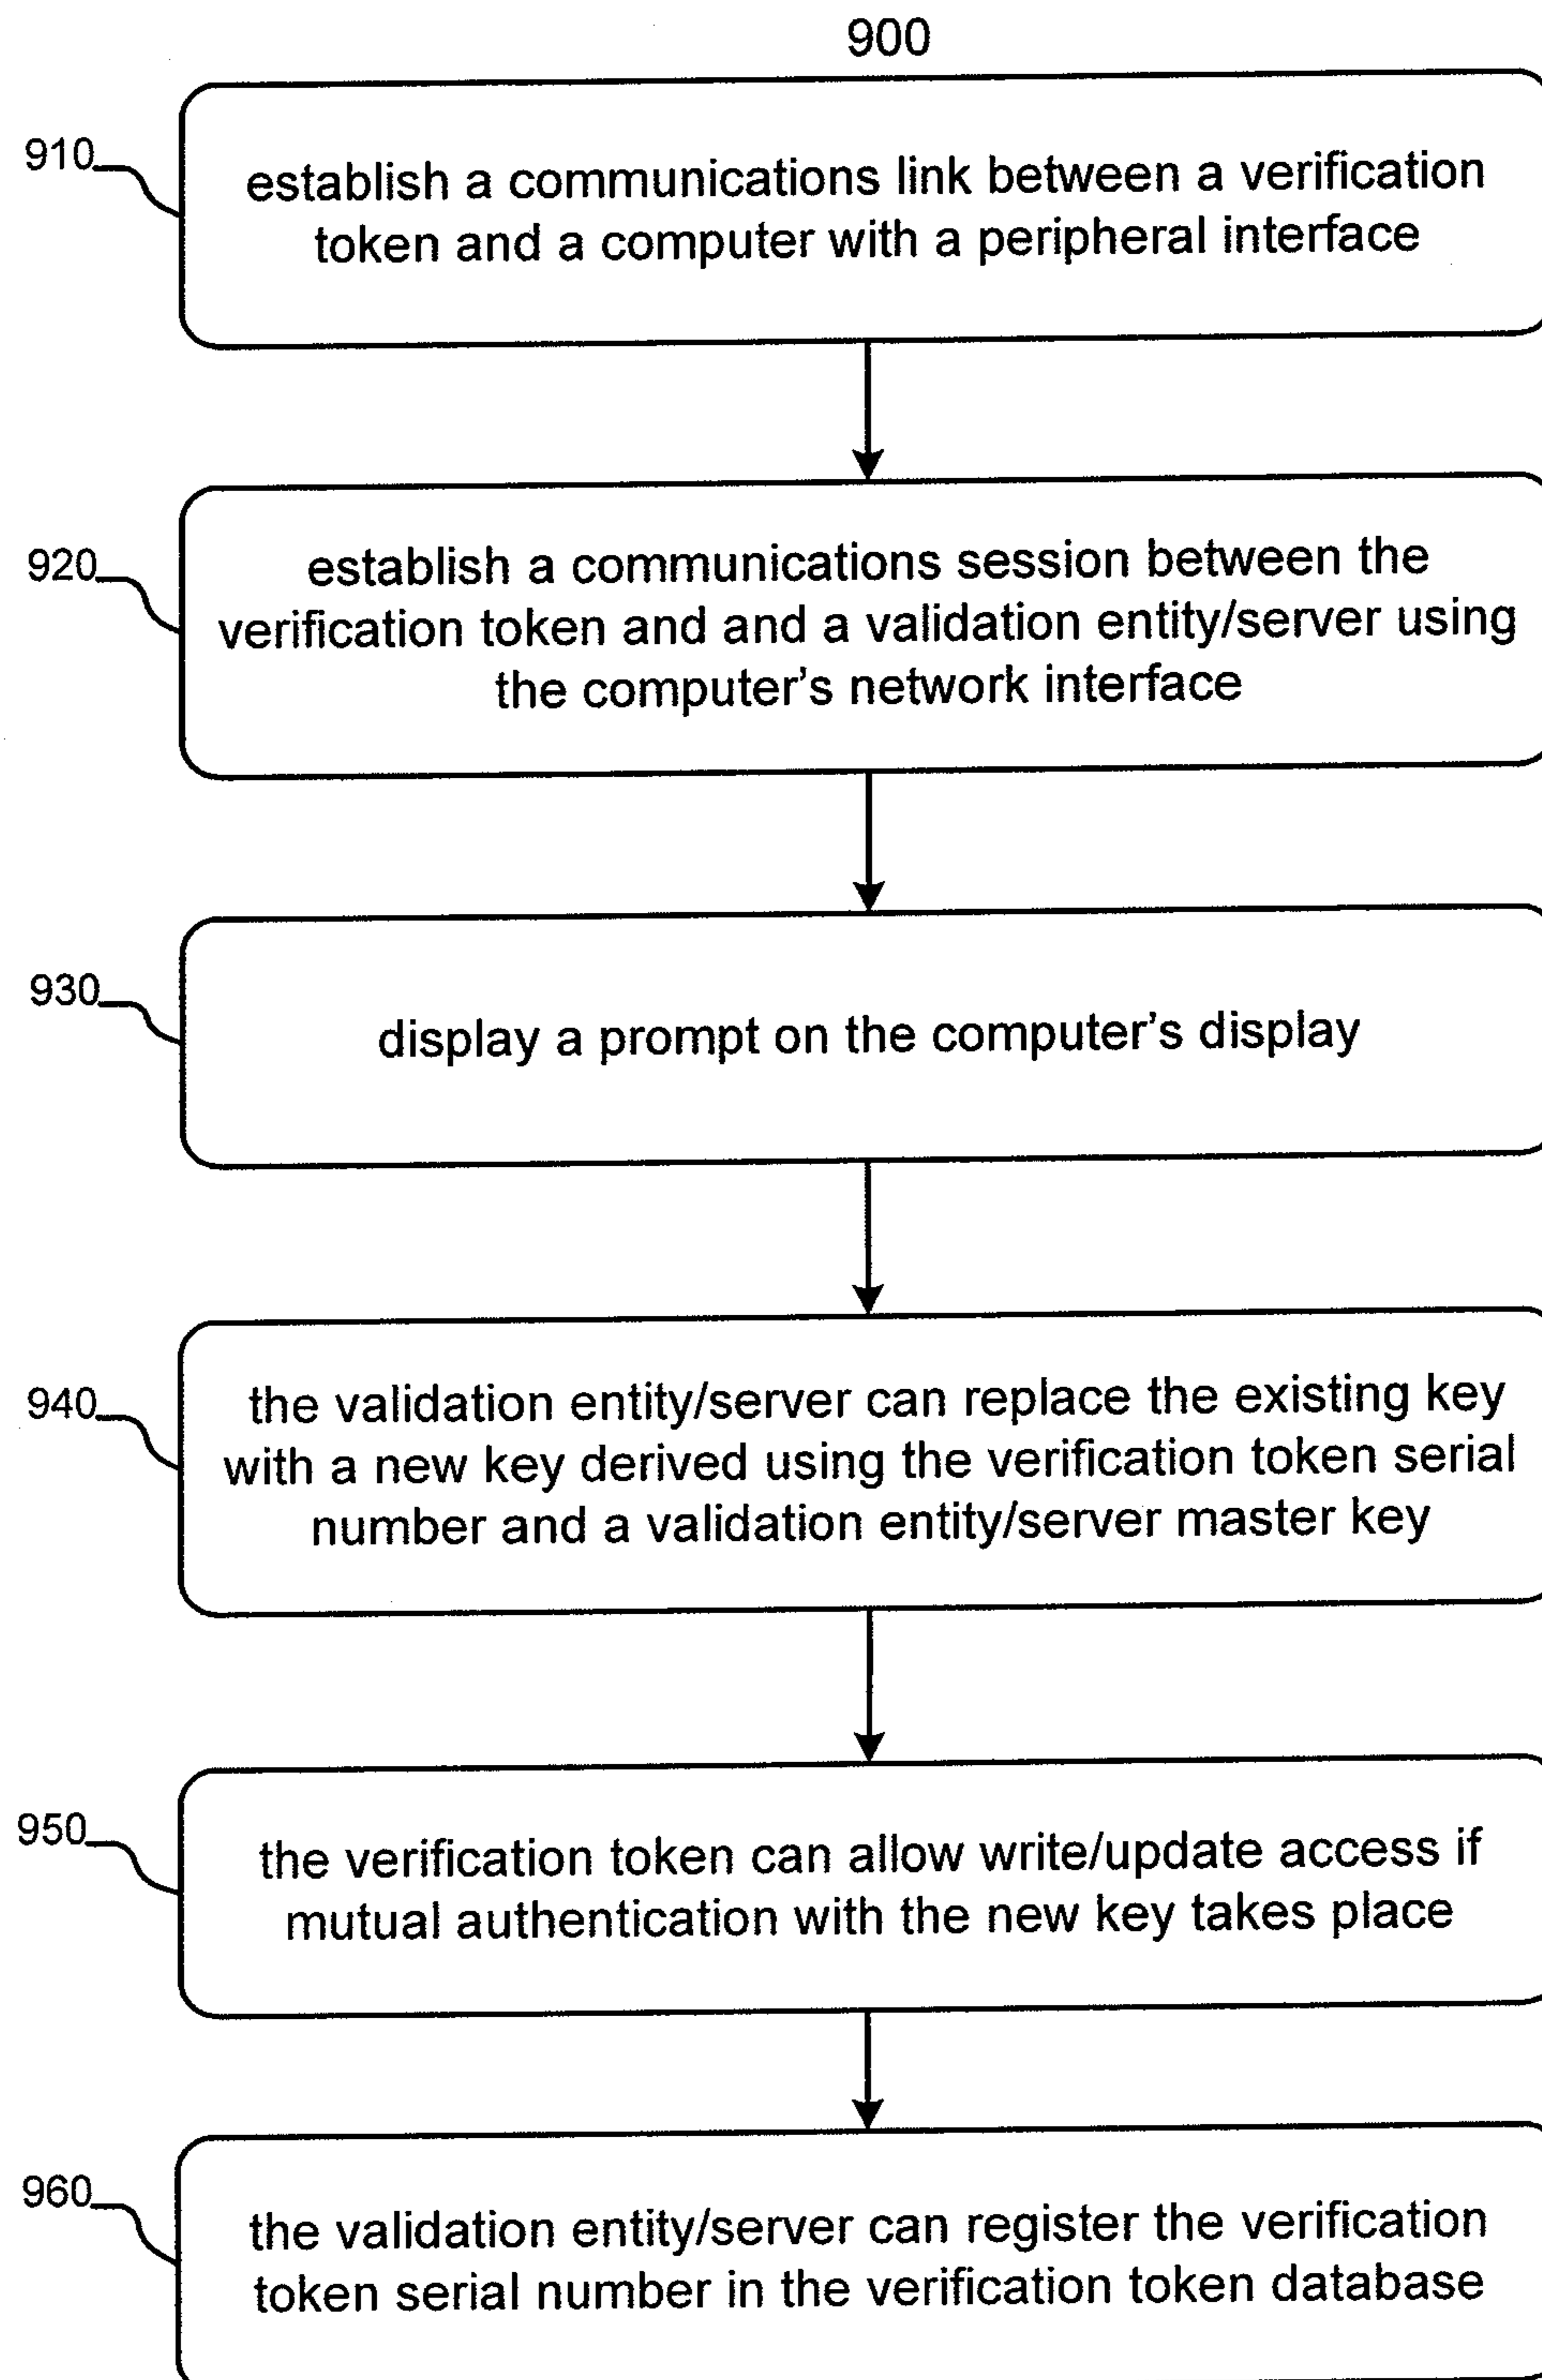 900
910
establish a communications link between a verification
token and a computer with a peripheral interface
920
establish a communications session between the
verification token and and a validation entity/server using
the computer's network interface
930
display a prompt on the computer's display
940
the validation entity/server can replace the existing key
with a new key derived using the verification token serial
number and a validation entity/server master key
950
the verification token can allow write/update access if
mutual authentication with the new key takes place
960
the validation entity/server can register the verification
token serial number in the verification token database